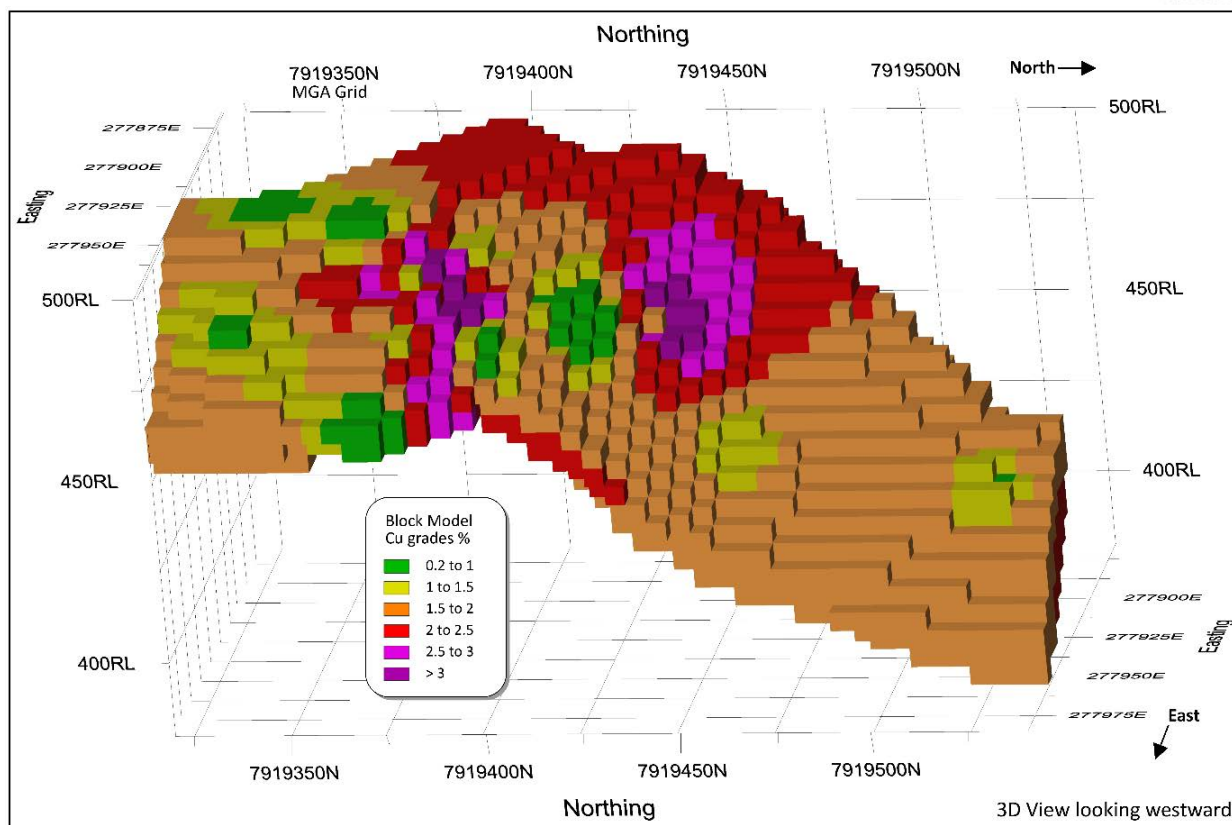 Northing
7919350N
MGA Grid
7919400N
7919450N
7919500N
North
500RL
277875E
277900E
277925E
277950E
Easting
500RL
450RL
450RL
400RL
400RL
Block Model
Cu grades %
0.2 to 1
1 to 1.5
1.5 to 2
2 to 2.5
2.5 to 3
> 3
277900E
277925E
277950E
277975E
Easting
East
7919350N
7919400N
7919450N
7919500N
Northing
3D View looking westward